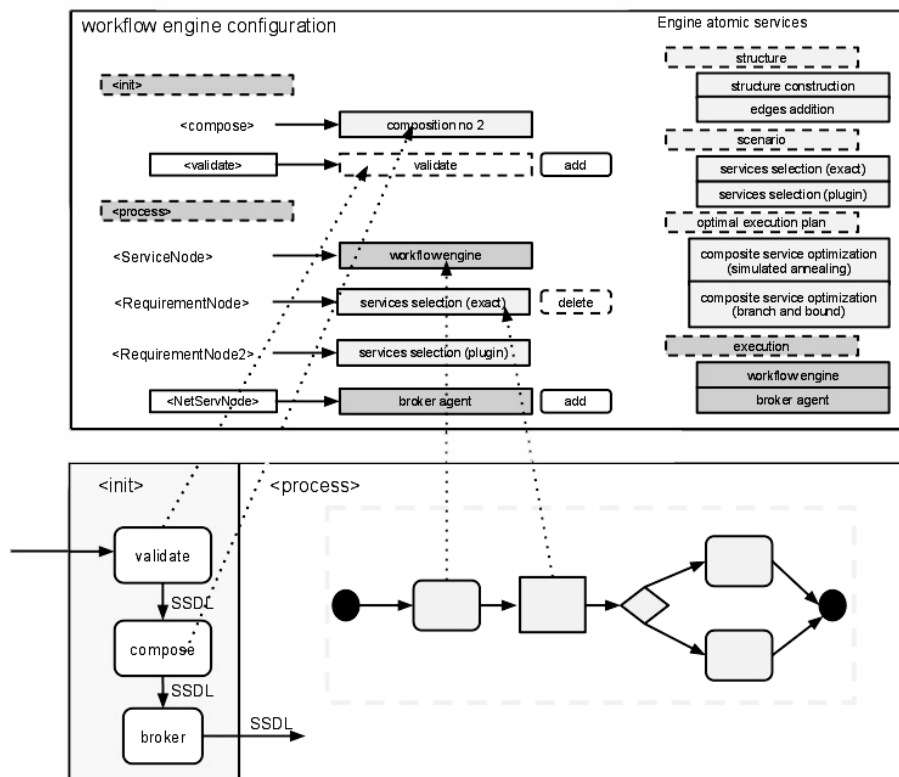 workflow engine configuration
<init>
<compose>
composition no 2
<validate>
validate
add
<process>
<ServiceNode>
workflow engine
<RequirementNode>
services selection (exact)
delete
<RequirementNode2>
services selection (plugin)
<NetServNode>
broker agent
add
Engine atomic services
structure
structure construction
edges addition
scenario
services selection (exact)
services selection (plugin)
optimal execution plan
composite service optimization
(simulated annealing)
composite service optimization
(branch and bound)
execution
workflow engine
broker agent
<init>
validate
SSDL
compose
SSDL
broker
SSDL
<process>